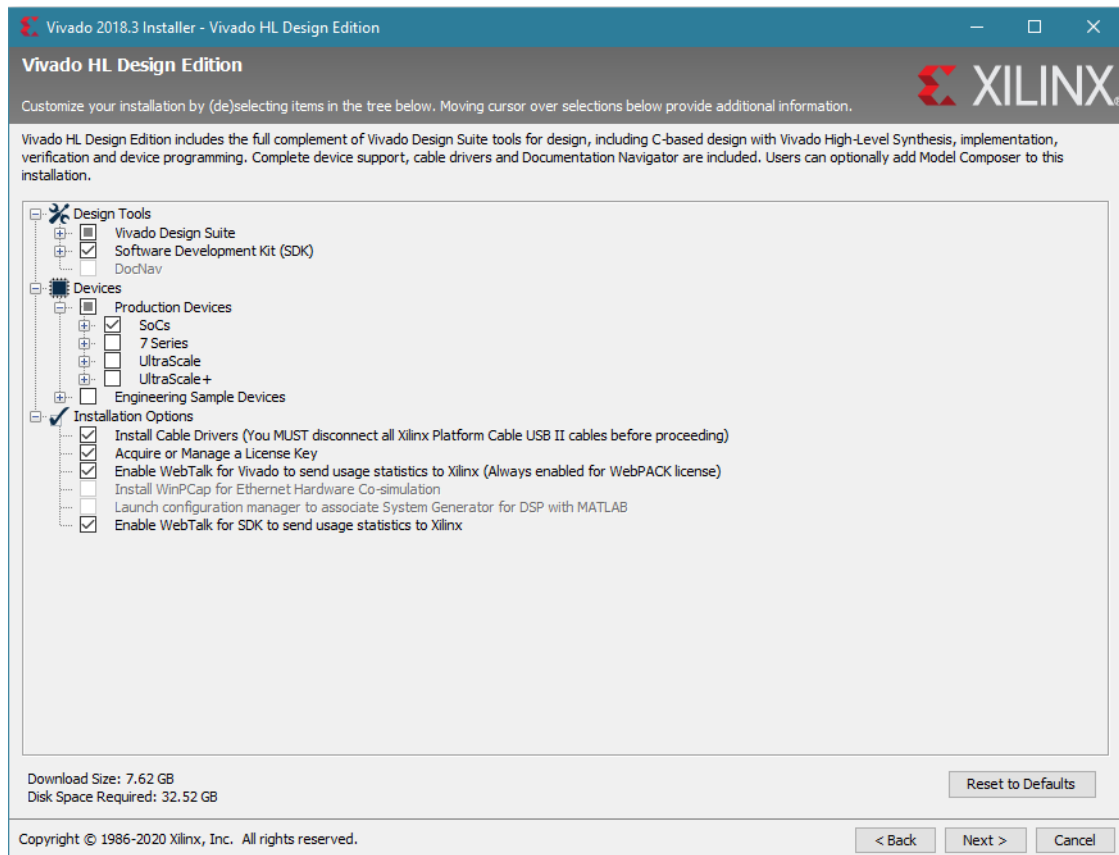 Vivado 2018.3 Installer - Vivado HL Design Edition
Vivado HL Design Edition
XILINX®
Customize your installation by (de)selecting items in the tree below. Moving cursor over selections below provide additional information.
Vivado HL Design Edition includes the full complement of Vivado Design Suite tools for design, including C-based design with Vivado High-Level Synthesis, implementation,
verification and device programming. Complete device support, cable drivers and Documentation Navigator are included. Users can optionally add Model Composer to this
installation.
Design Tools
Vivado Design Suite
Software Development Kit (SDK)
DocNav
Devices
Production Devices
SoCs
7 Series
UltraScale
UltraScale+
Engineering Sample Devices
Installation Options
Install Cable Drivers (You MUST disconnect all Xilinx Platform Cable USB II cables before proceeding)
Acquire or Manage a License Key
Enable WebTalk for Vivado to send usage statistics to Xilinx (Always enabled for WebPACK license)
Install WinPCap for Ethernet Hardware Co-simulation
Launch configuration manager to associate System Generator for DSP with MATLAB
Enable WebTalk for SDK to send usage statistics to Xilinx
Download Size: 7.62 GB
Disk Space Required: 32.52 GB
Reset to Defaults
Copyright © 1986-2020 Xilinx, Inc. All rights reserved.
< Back
Next >
Cancel